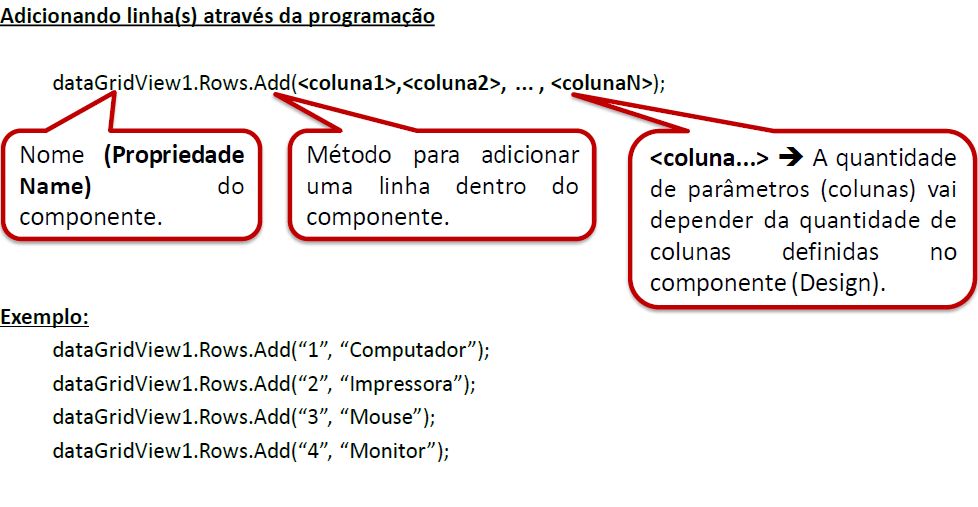 Adicionando linha(s) através da programação
dataGridView1.Rows.Add(<coluna1>,<coluna2>, ... , <colunaN>);
Nome (Propriedade
Name) do
componente.
Método para adicionar
uma linha dentro do
componente.
<coluna...> ➔ A quantidade
de parâmetros (colunas) vai
depender da quantidade de
colunas definidas no
componente (Design).
Exemplo:
dataGridView1.Rows.Add(“1”, “Computador”);
dataGridView1.Rows.Add(“2”, “Impressora”);
dataGridView1.Rows.Add(“3”, “Mouse”);
dataGridView1.Rows.Add(“4”, “Monitor”);